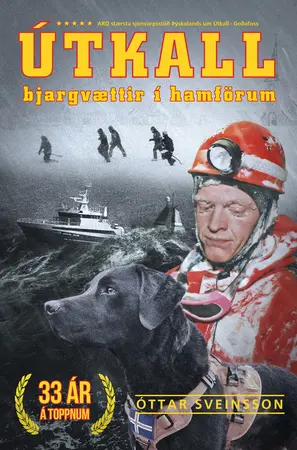 ★★★★★ ARD stærsta sjónvarpsstöð Þýskalands um Útkall - Goðafoss
ÚTKALL
bjargvættir í hamförum
33 ÁR
Á TOPPNUM
ÓTTAR SVEINSSON